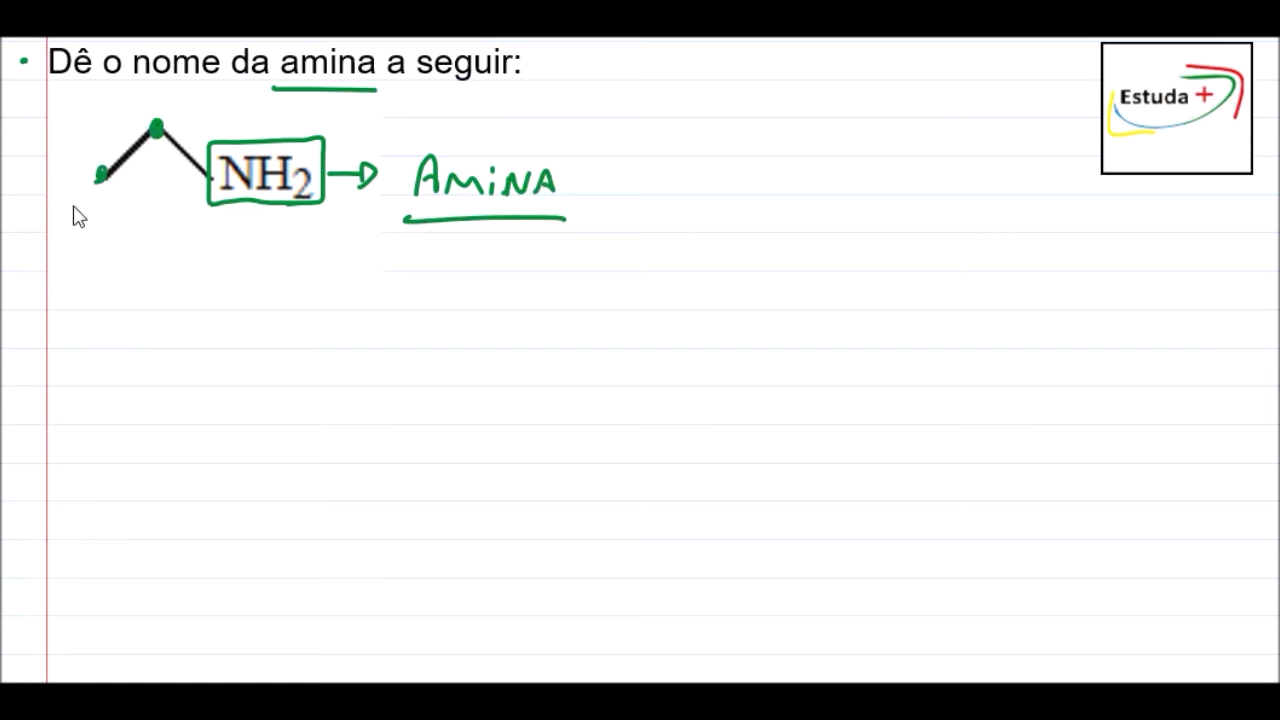 • Dê o nome da amina a seguir:
NH2 → AMiNA
Estuda +